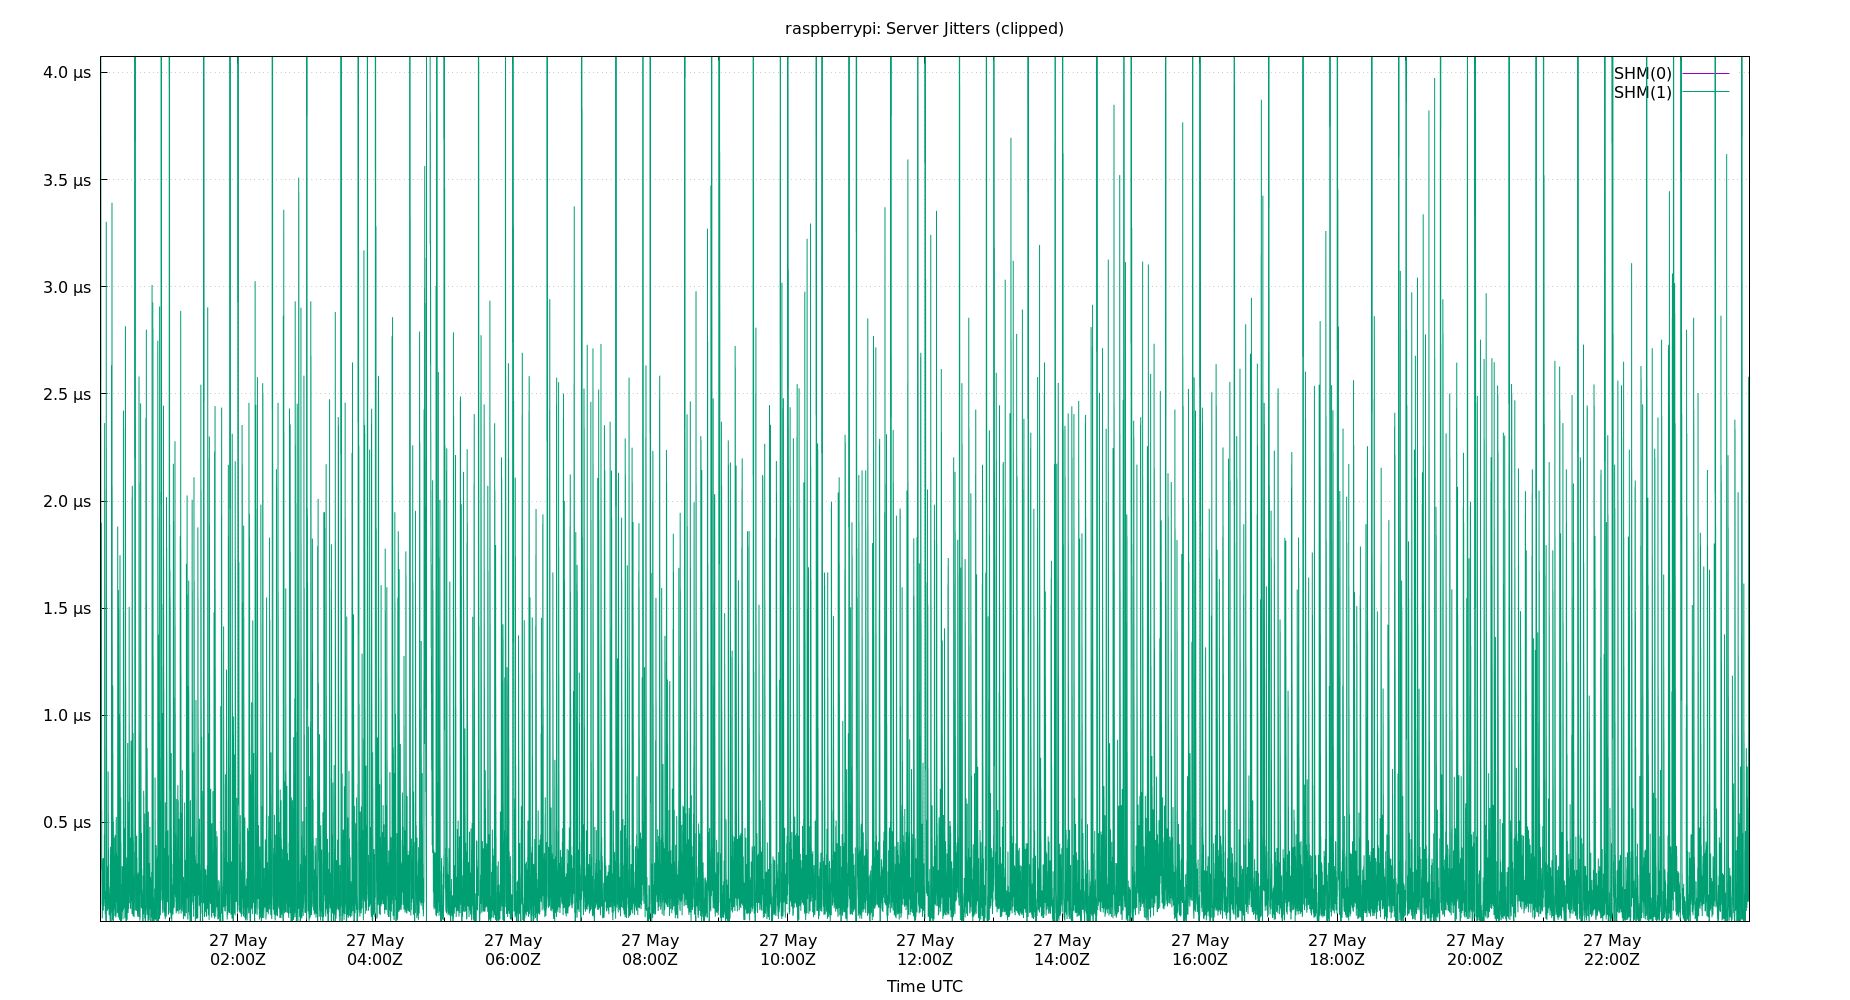 raspberrypi: Server Jitters (clipped)
4.0 µs
3.5 µs
3.0 µs
2.5 µs
2.0 µs
1.5 µs
1.0 µs
0.5 µs
SHM(0)
SHM(1)
27 May 27 May 27 May 27 May 27 May 27 May 27 May 27 May 27 May 27 May 27 May
02:00Z 04:00Z 06:00Z 08:00Z 10:00Z 12:00Z 14:00Z 16:00Z 18:00Z 20:00Z 22:00Z
Time UTC